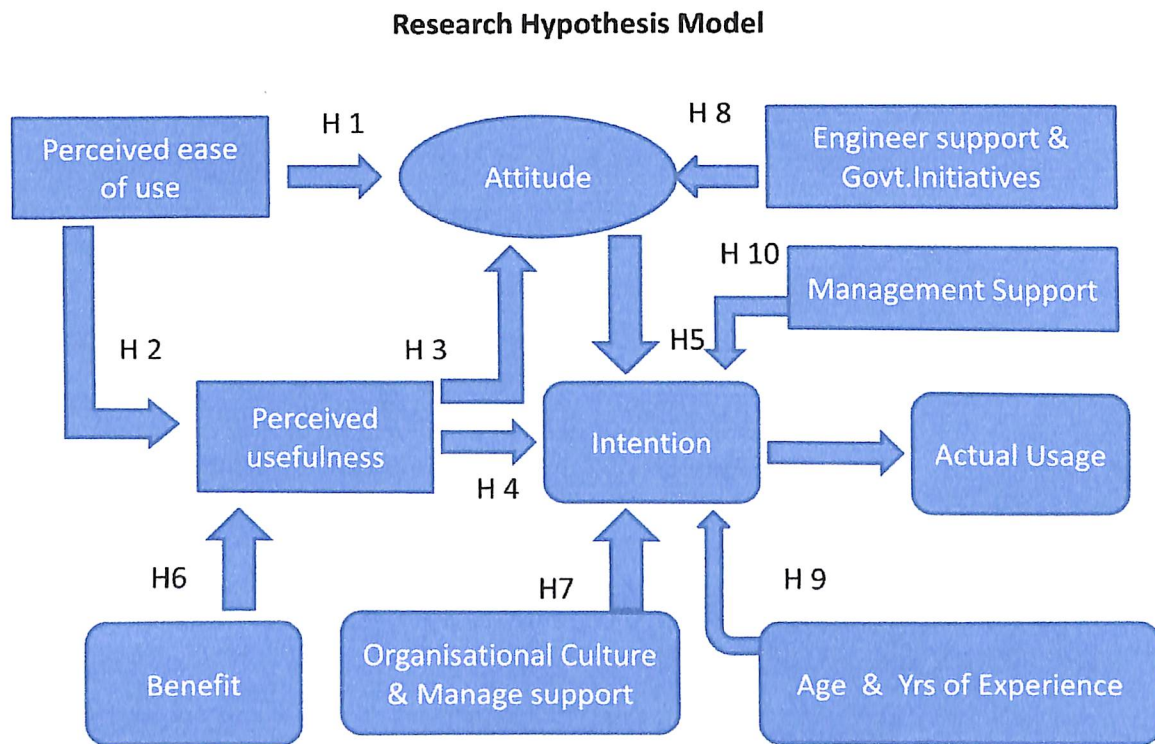 Research Hypothesis Model
H 1
H 8
Perceived ease
of use
Attitude
Engineer support &
Govt.Initiatives
H 10
Management Support
H 2
H 3
H5
Perceived
usefulness
Intention
Actual Usage
H 4
H6
H7
H 9
Benefit
Organisational Culture
& Manage support
Age & Yrs of Experience